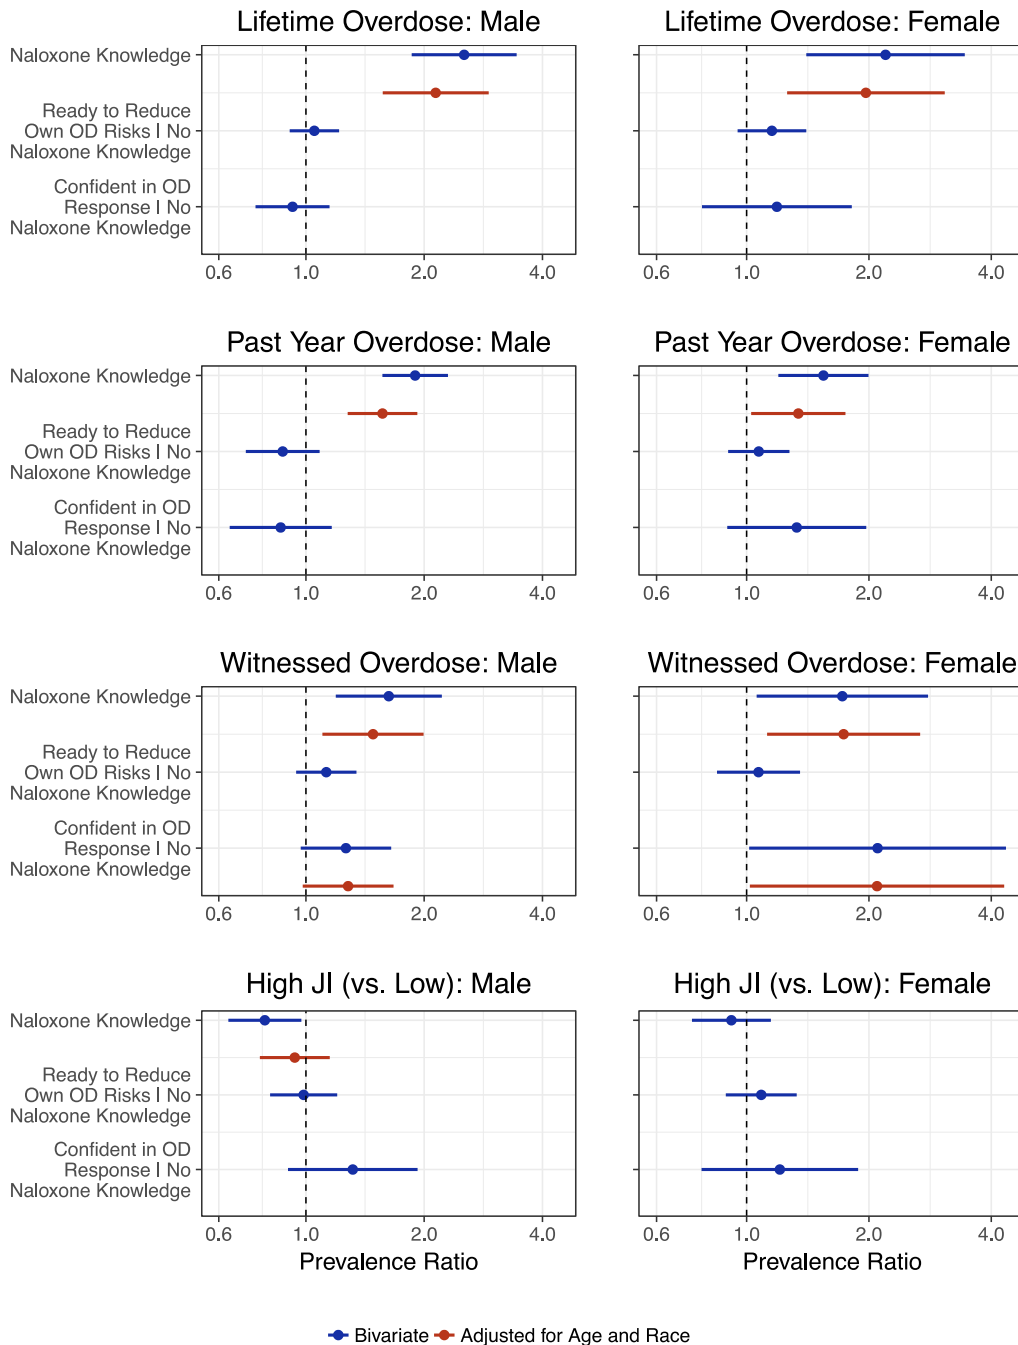 Lifetime Overdose: Male
Naloxone Knowledge
Ready to Reduce
Own OD Risks I No
Naloxone Knowledge
Confident in OD
Response I No
Naloxone Knowledge
0.6 1.0 2.0 4.0
Lifetime Overdose: Female
0.6 1.0 2.0 4.0
Past Year Overdose: Male
Naloxone Knowledge
Ready to Reduce
Own OD Risks I No
Naloxone Knowledge
Confident in OD
Response I No
Naloxone Knowledge
0.6 1.0 2.0 4.0
Past Year Overdose: Female
0.6 1.0 2.0 4.0
Witnessed Overdose: Male
Naloxone Knowledge
Ready to Reduce
Own OD Risks I No
Naloxone Knowledge
Confident in OD
Response I No
Naloxone Knowledge
0.6 1.0 2.0 4.0
Witnessed Overdose: Female
0.6 1.0 2.0 4.0
High JI (vs. Low): Male
Naloxone Knowledge
Ready to Reduce
Own OD Risks I No
Naloxone Knowledge
Confident in OD
Response I No
Naloxone Knowledge
0.6 1.0 2.0 4.0
Prevalence Ratio
High JI (vs. Low): Female
0.6 1.0 2.0 4.0
Prevalence Ratio
Bivariate Adjusted for Age and Race